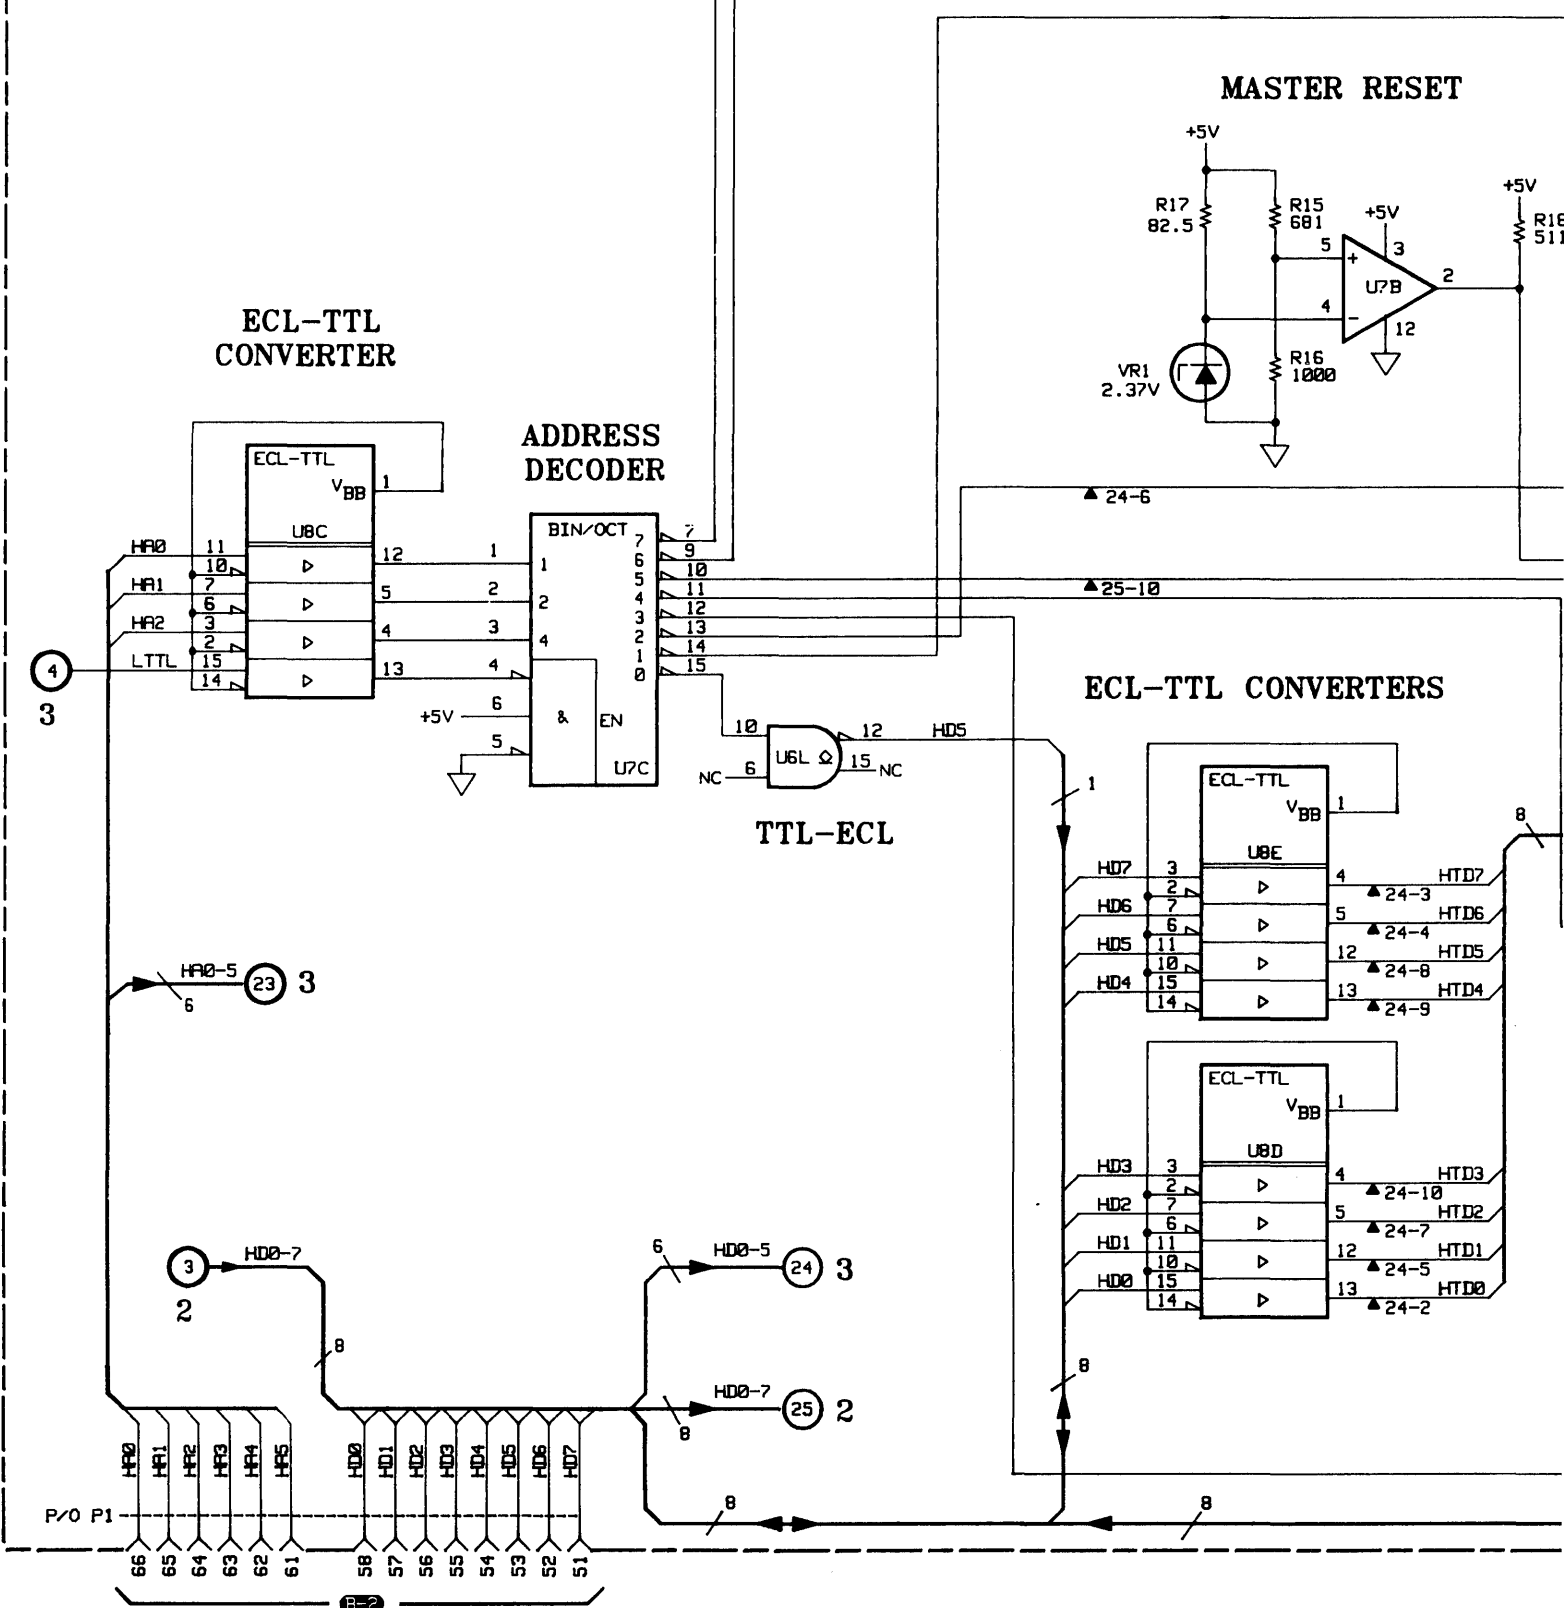 MASTER RESET
+5V
R17
82.5
R15
681
+5V
+5V
5
+
3
U7B
2
4
-
12
VR1
2.37V
R16
1000
ECL-TTL
CONVERTER
ECL-TTL
VBB
1
U8C
HA0
11
12
10
HA1
7
5
6
HA2
3
4
2
LTTL
15
13
14
4
3
ADDRESS
DECODER
BIN/OCT
7
7
6
9
5
10
4
11
3
12
2
13
1
14
0
15
1
1
2
2
3
4
4
+5V
6
&
EN
5
U7C
24-6
25-10
10
U6L
12
HD5
NC
6
15
NC
TTL-ECL
1
ECL-TTL CONVERTERS
ECL-TTL
VBB
1
U8E
HD7
3
4
HTD7
2
24-3
HD6
7
5
HTD6
6
24-4
HD5
11
12
HTD5
10
24-8
HD4
15
13
HTD4
14
24-9
8
ECL-TTL
VBB
1
U8D
HD3
3
4
HTD3
2
24-10
HD2
7
5
HTD2
6
24-7
HD1
11
12
HTD1
10
24-5
HD0
15
13
HTD0
14
24-2
HA0-5
23
3
6
3
HD0-7
2
8
6
HD0-5
24
3
HD0-7
25
2
8
8
HA0
HA1
HA2
HA3
HA4
HA5
HD0
HD1
HD2
HD3
HD4
HD5
HD6
HD7
P/O P1
8
8
66
65
64
63
62
61
58
57
56
55
54
53
52
51